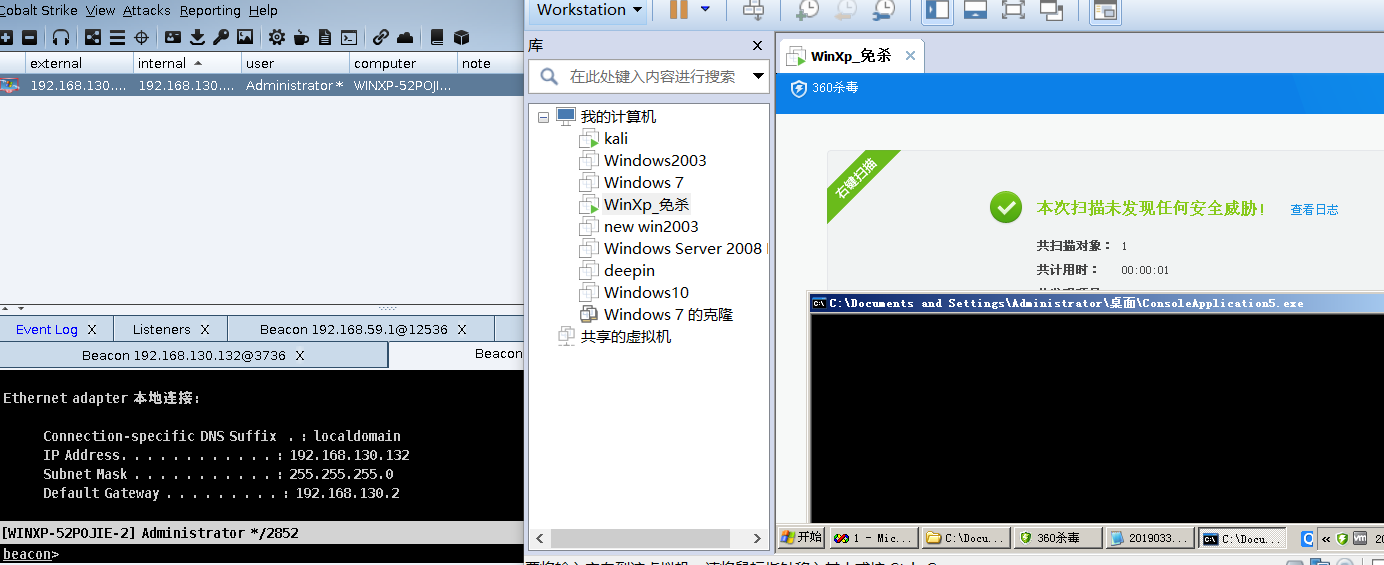 Cobalt Strike View Attacks Reporting Help
external internal user computer note
192.168.130.... 192.168.130.... Administrator * WINXP-52POJI...
Event Log X Listeners X Beacon 192.168.59.1@12536 X
Beacon 192.168.130.132@3736 X Beacon
Ethernet adapter 本地连接:
Connection-specific DNS Suffix . : localdomain
IP Address. . . . . . . . . . . . : 192.168.130.132
Subnet Mask . . . . . . . . . . . : 255.255.255.0
Default Gateway . . . . . . . . . : 192.168.130.2
[WINXP-52POJIE-2] Administrator */2852
beacon>
Workstation
库 X
在此处键入内容进行搜索
我的计算机
kali
Windows2003
Windows 7
WinXp_免杀
new win2003
Windows Server 2008
deepin
Windows10
Windows 7 的克隆
共享的虚拟机
WinXp_免杀 ×
360杀毒
右键扫描
本次扫描未发现任何安全威胁! 查看日志
共扫描对象: 1
共计用时: 00:00:01
C:\Documents and Settings\Administrator\桌面\ConsoleApplication5.exe
开始 1 - Mic... C:\Docu... 360杀毒 2019033... C:\Docu...